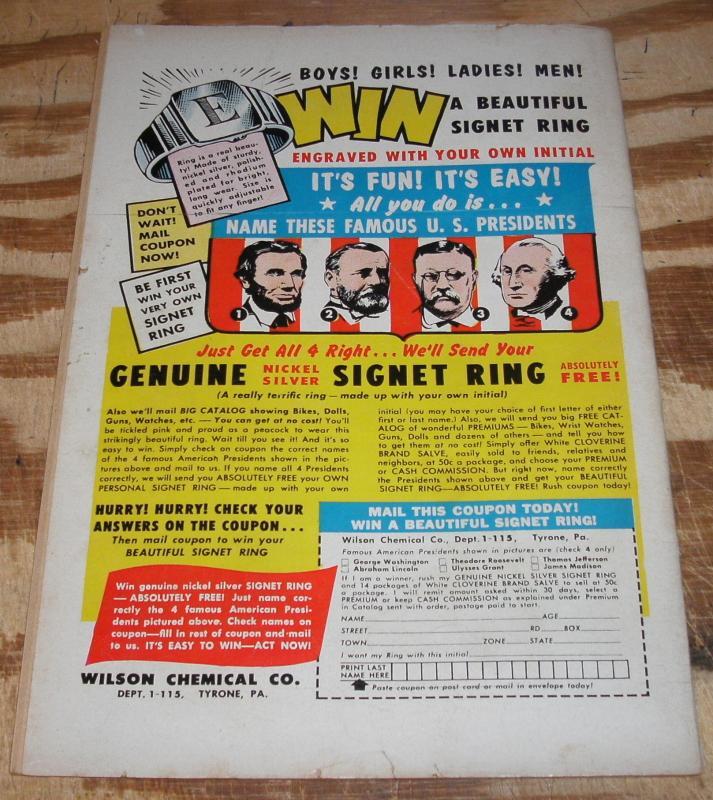 BOYS! GIRLS! LADIES! MEN!
WIN
A BEAUTIFUL
SIGNET RING
ENGRAVED WITH YOUR OWN INITIAL
E
Ring is a real beau-
ty! Made of sturdy,
nickel silver, polish-
ed and rhodium
plated for bright,
long wear. Size is
quickly adjustable
to fit any finger!
DON'T
WAIT!
MAIL
COUPON
NOW!
BE FIRST
WIN YOUR
VERY OWN
SIGNET
RING
IT'S FUN! IT'S EASY!
All you do is...
NAME THESE FAMOUS U. S. PRESIDENTS
1
2
3
4
Just Get All 4 Right... We'll Send Your
GENUINE NICKEL SILVER SIGNET RING ABSOLUTELY FREE!
(A really terrific ring — made up with your own initial)
Also we'll mail BIG CATALOG showing Bikes, Dolls,
Guns, Watches, etc. — You can get at no cost! You'll
be tickled pink and proud as a peacock to wear this
strikingly beautiful ring. Wait till you see it! And it's so
easy to win. Simply check on coupon the correct names
of the 4 famous American Presidents shown in the pic-
tures above and mail to us. If you name all 4 Presidents
correctly, we will send you ABSOLUTELY FREE your OWN
PERSONAL SIGNET RING — made up with your own
initial (you may have your choice of first letter of either
first or last name.) Also, we will send you big FREE CAT-
ALOG of wonderful PREMIUMS — Bikes, Wrist Watches,
Guns, Dolls and dozens of others — and tell you how
to get them at no cost! Simply offer White CLOVERINE
BRAND SALVE, easily sold to friends, relatives and
neighbors, at 50c a package, and choose your PREMIUM
or CASH COMMISSION. But right now, name correctly
the Presidents shown above and get your BEAUTIFUL
SIGNET RING—ABSOLUTELY FREE! Rush coupon today!
HURRY! HURRY! CHECK YOUR
ANSWERS ON THE COUPON...
Then mail coupon to win your
BEAUTIFUL SIGNET RING
Win genuine nickel silver SIGNET RING
— ABSOLUTELY FREE! Just name cor-
rectly the 4 famous American Presi-
dents pictured above. Check names on
coupon—fill in rest of coupon and mail
to us. IT'S EASY TO WIN—ACT NOW!
WILSON CHEMICAL CO.
DEPT. 1-115, TYRONE, PA.
MAIL THIS COUPON TODAY!
WIN A BEAUTIFUL SIGNET RING!
Wilson Chemical Co., Dept. 1-115, Tyrone, Pa.
Famous American Presidents shown in pictures are (check 4 only)
George Washington Theodore Roosevelt Thomas Jefferson
Abraham Lincoln Ulysses Grant James Madison
If I am a winner, rush my GENUINE NICKEL SILVER SIGNET RING
and 14 packages of White CLOVERINE BRAND SALVE to sell at 50c
a package. I will remit amount asked within 30 days, select a
PREMIUM or keep CASH COMMISSION as explained under Premium
in Catalog sent with order, postage paid to start.
NAME AGE
STREET RD BOX
TOWN ZONE STATE
I want my Ring with this initial
PRINT LAST
NAME HERE
Paste coupon on post card or mail in envelope today!